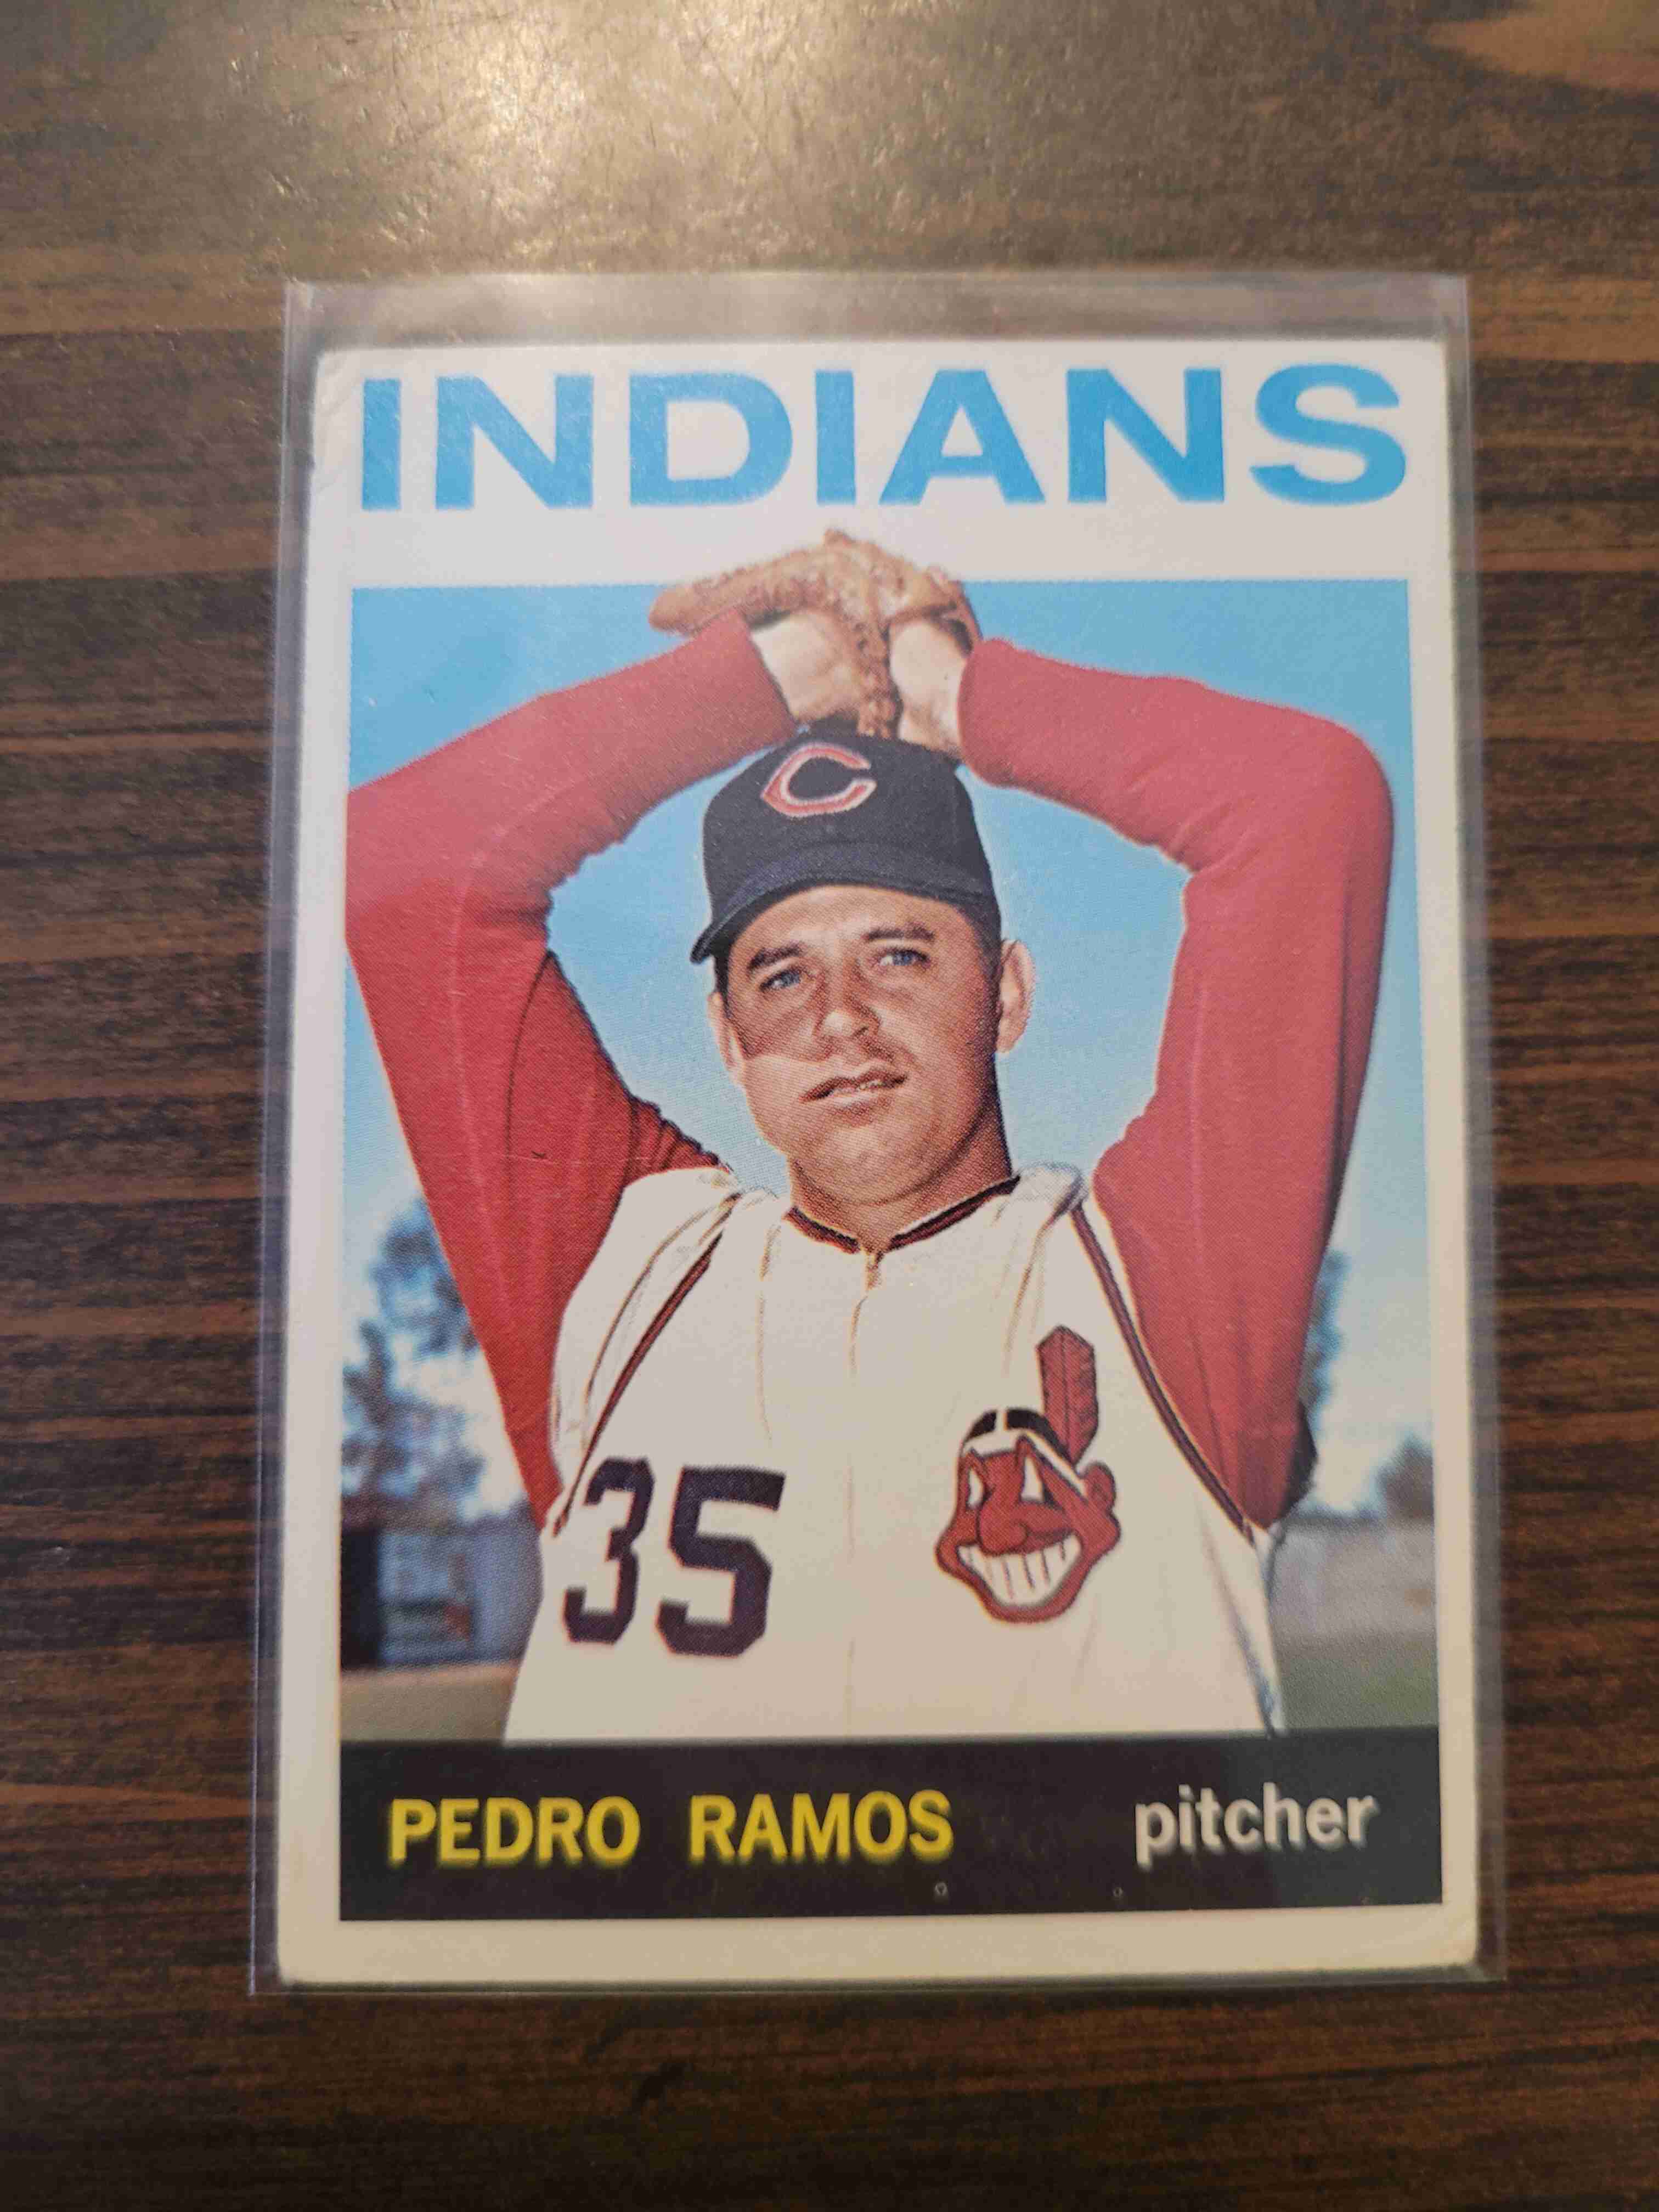 INDIANS
C
35
PEDRO RAMOS pitcher